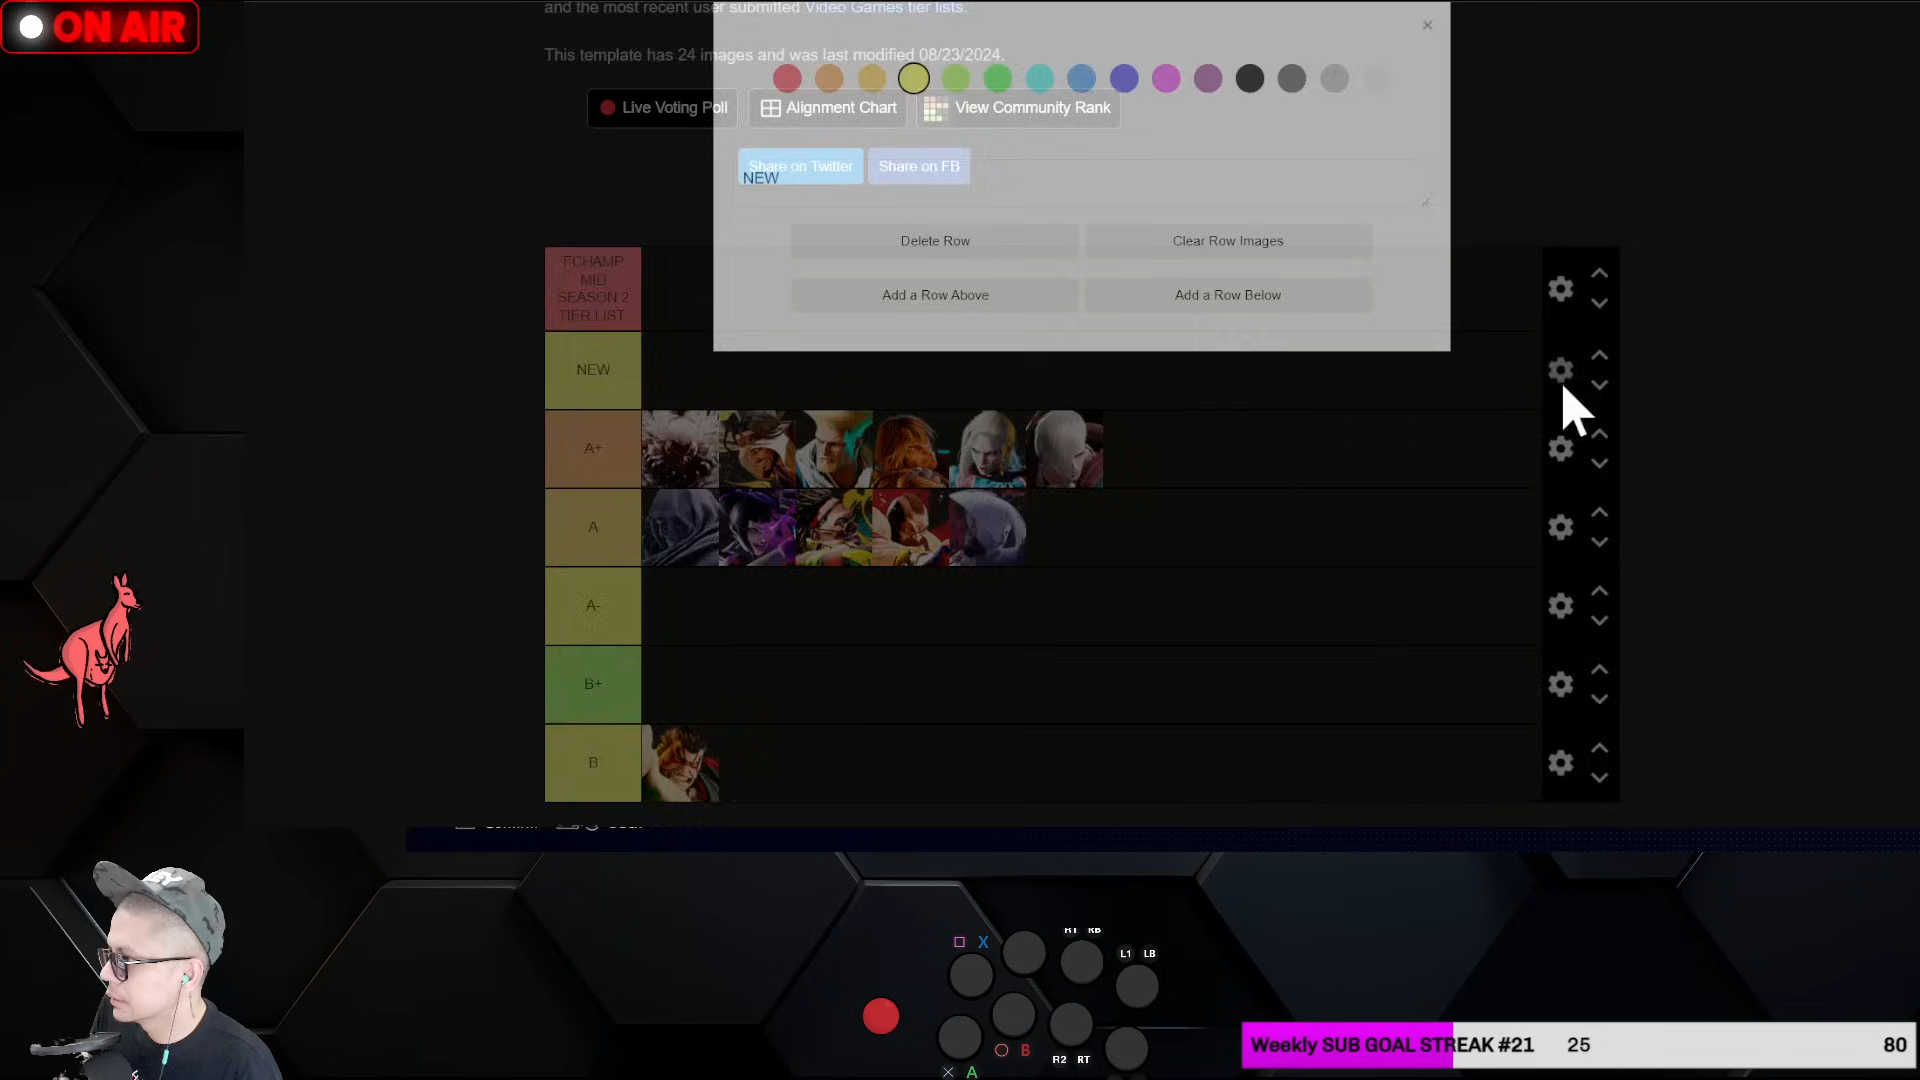 ON AIR
and the most recent user submitted Video Games tier lists.
This template has 24 images and was last modified 08/23/2024.
×
Live Voting Poll
Alignment Chart
View Community Rank
Share on Twitter
Share on FB
NEW
Delete Row
Clear Row Images
Add a Row Above
Add a Row Below
FCHAMP
MID
SEASON 2
TIER LIST
NEW
A+
A
A-
B+
B
X
R1 RB
L1 LB
B
R2 RT
A
Weekly SUB GOAL STREAK #21 25 80